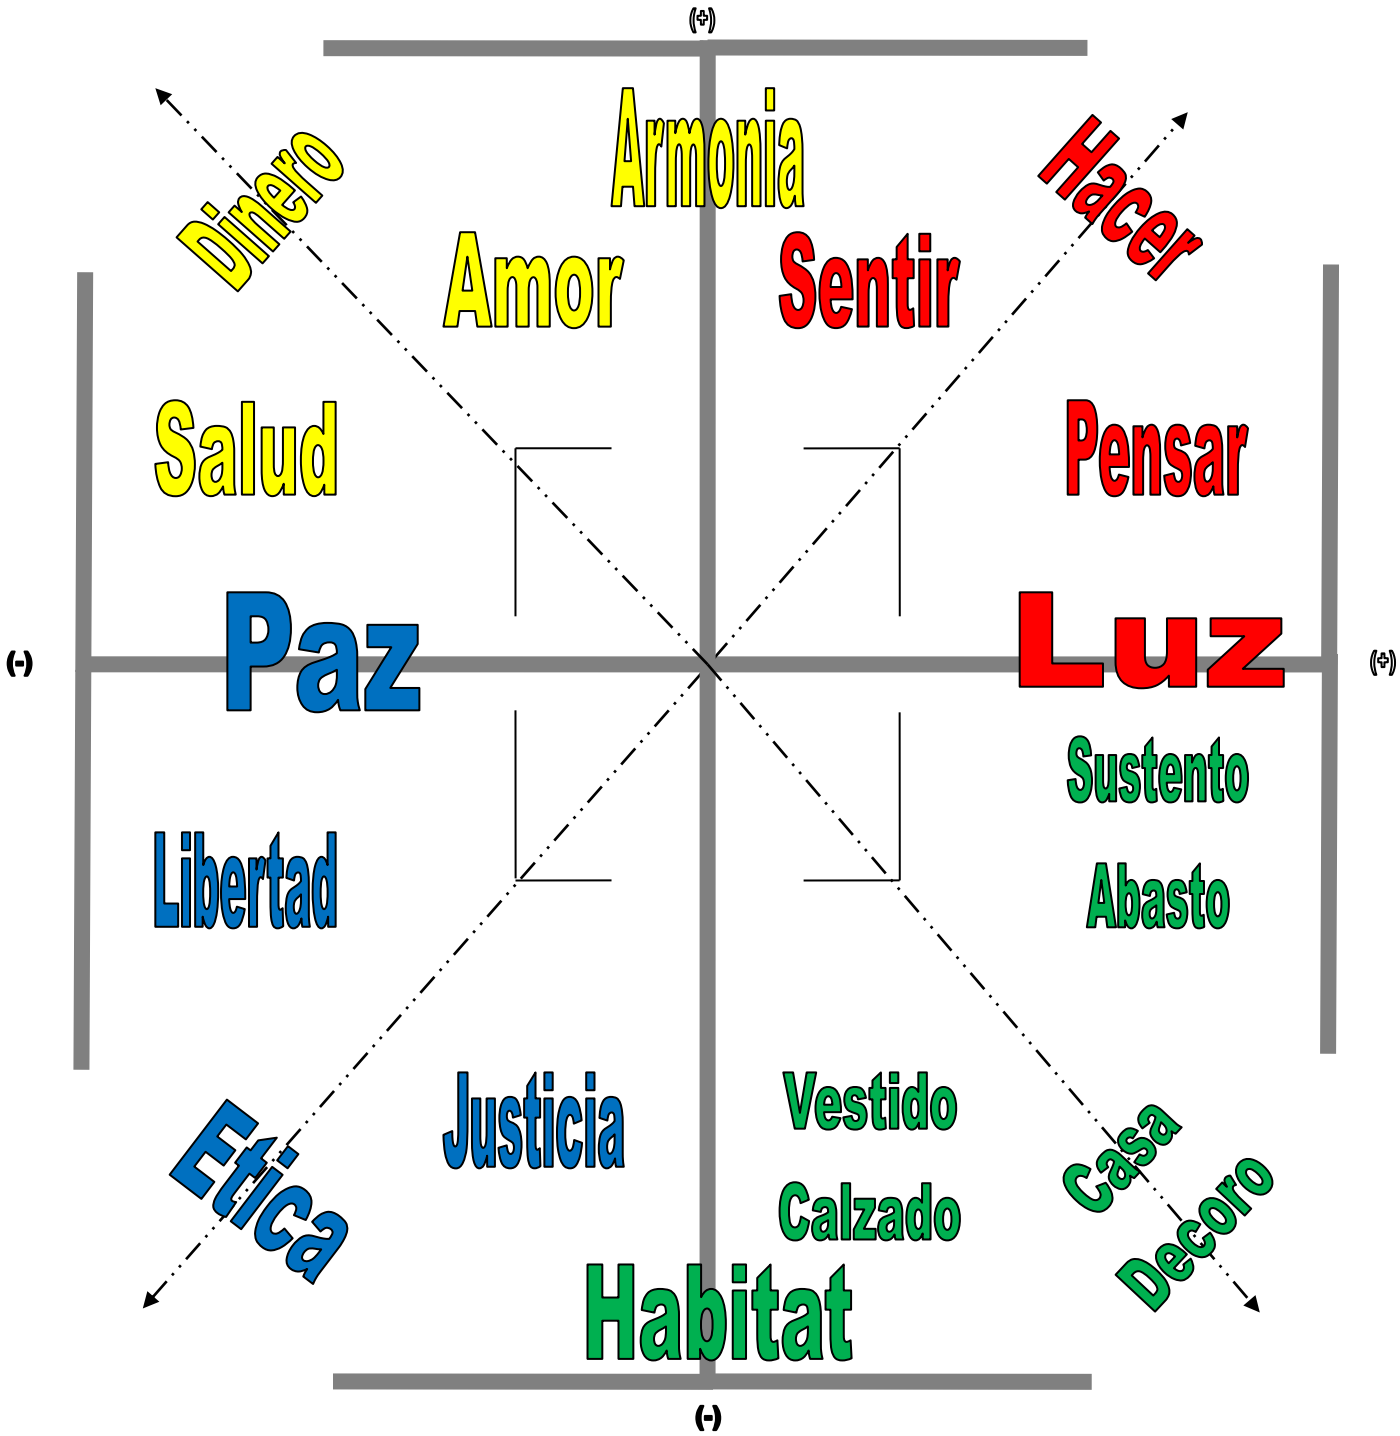 (+)
Armonia
Dinero
Hacer
Amor
Sentir
Salud
Pensar
Paz
Luz
(-)
(+)
Sustento
Libertad
Abasto
Justicia
Vestido
Casa
Etica
Calzado
Decoro
Habitat
(-)